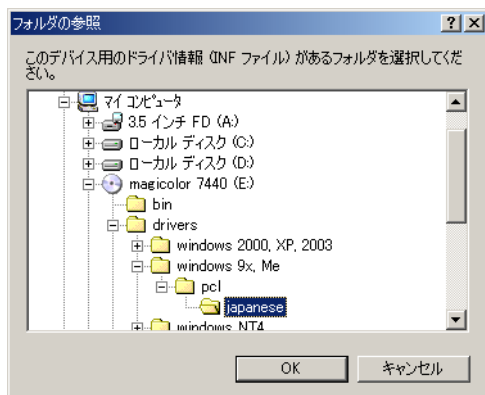 フォルダの参照
このデバイス用のドライバ情報 (INF ファイル) があるフォルダを選択してくだ
さい。
マイ コンピュータ
3.5 インチ FD (A:)
ローカル ディスク (C:)
ローカル ディスク (D:)
magicolor 7440 (E:)
bin
drivers
windows 2000, XP, 2003
windows 9x, Me
pcl
japanese
windows NT4
OK
キャンセル